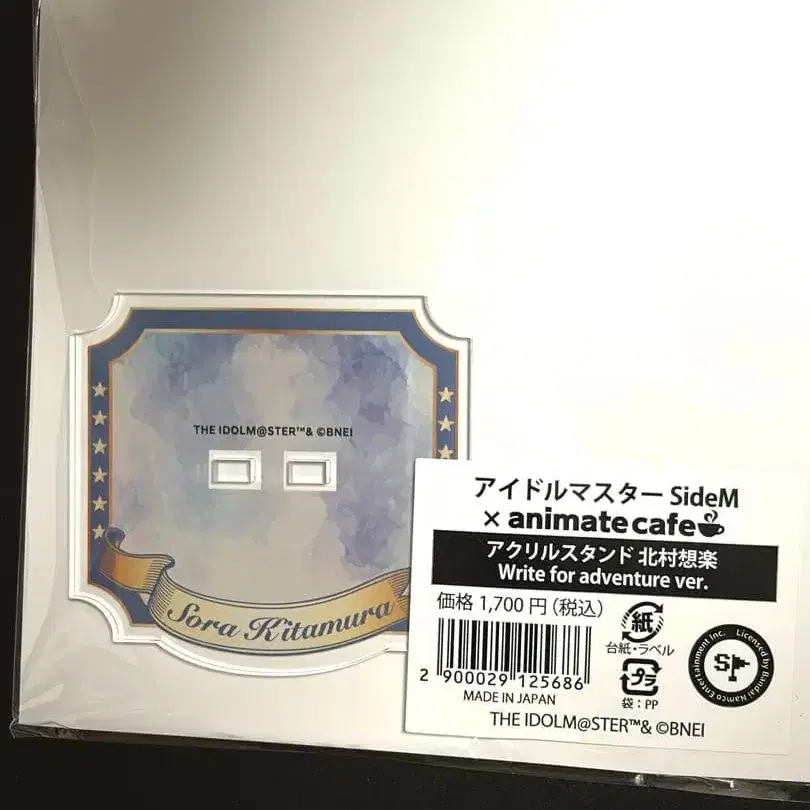 THE IDOLM@STER™& ©BNEI
Sora Kitamura
アイドルマスター SideM
× animate cafe
アクリルスタンド 北村想楽
Write for adventure ver.
価格 1,700 円（税込）
紙
台紙・ラベル
2 900029 125686
プラ
MADE IN JAPAN
袋：PP
Licensed by Bandai Namco Entertainment Inc.
THE IDOLM@STER™& ©BNEI